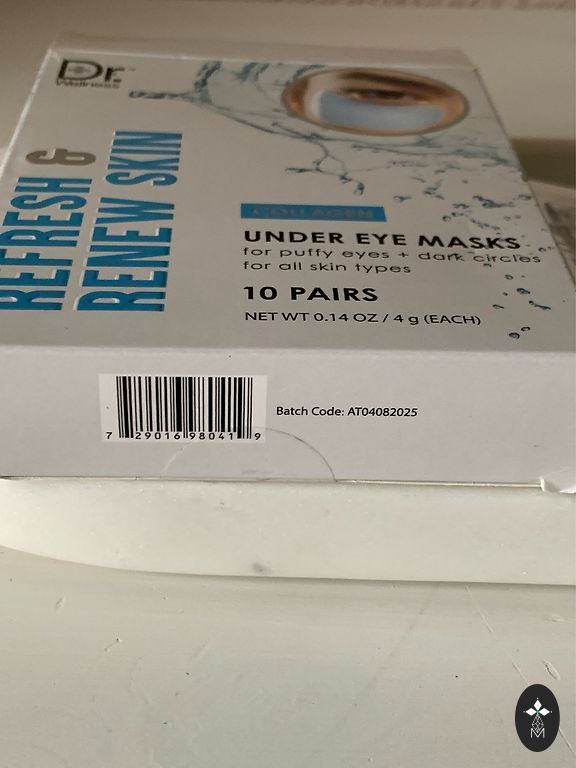 Dr.
Wellness
REFRESH &
RENEW SKIN
COLLAGEN
UNDER EYE MASKS
for puffy eyes + dark circles
for all skin types
10 PAIRS
NET WT 0.14 OZ / 4 g (EACH)
7 29016 98041 9
Batch Code: AT04082025
M